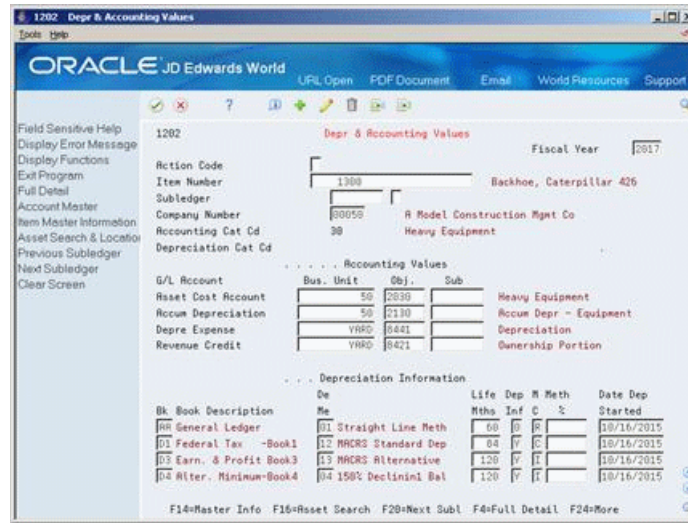 1202 Depr & Accounting Values
Tools Help
ORACLE JD Edwards World
URL Open PDF Document Email World Resources Support
Field Sensitive Help
Display Error Message
Display Functions
Exit Program
Full Detail
Account Master
Item Master Information
Asset Search & Locatio
Previous Subledger
Next Subledger
Clear Screen
1202 Depr & Accounting Values
Fiscal Year 2017
Action Code
Item Number 1300 Backhoe, Caterpillar 426
Subledger
Company Number 00050 A Model Construction Mgmt Co
Accounting Cat Cd 30 Heavy Equipment
Depreciation Cat Cd
. . . . . Accounting Values
G/L Account Bus. Unit Obj. Sub
Asset Cost Account 50 2030 Heavy Equipment
Accum Depreciation 50 2130 Accum Depr - Equipment
Depre Expense YARD 8441 Depreciation
Revenue Credit YARD 8421 Ownership Portion
. . . Depreciation Information
De Life Dep M Meth Date Dep
Bk Book Description Me Mths Inf C % Started
AA General Ledger 01 Straight Line Meth 60 0 R 10/16/2015
D1 Federal Tax -Book1 12 MACRS Standard Dep 84 Y C 10/16/2015
D3 Earn. & Profit Book3 13 MACRS Alternative 120 Y I 10/16/2015
D4 Alter. Minimum-Book4 04 150% Declinin1 Bal 120 Y I 10/16/2015
F14=Master Info F16=Asset Search F20=Next Subl F4=Full Detail F24=More